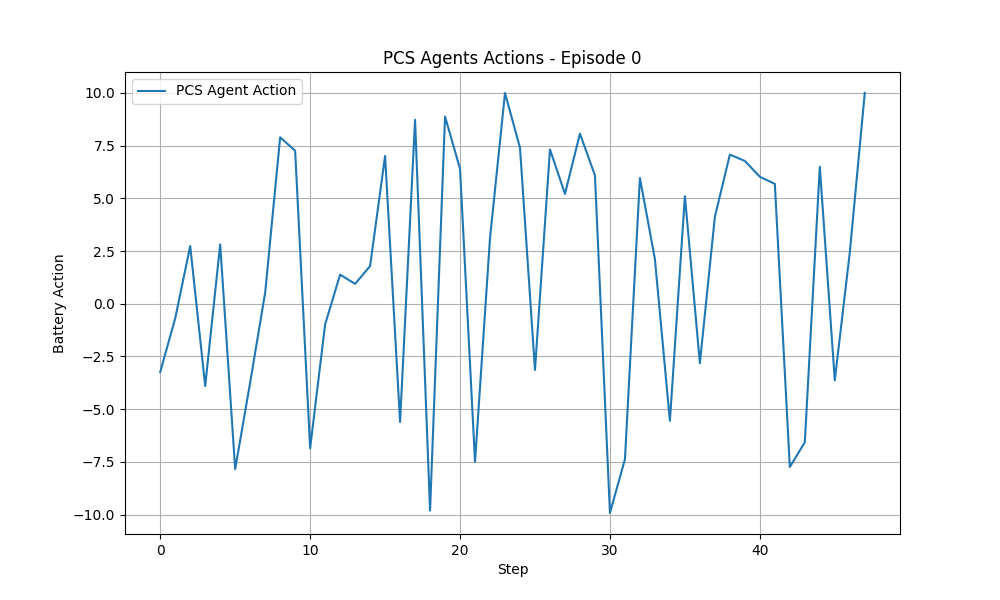 PCS Agents Actions - Episode 0
PCS Agent Action
10.0
7.5
5.0
2.5
0.0
−2.5
−5.0
−7.5
−10.0
Battery Action
0 10 20 30 40
Step